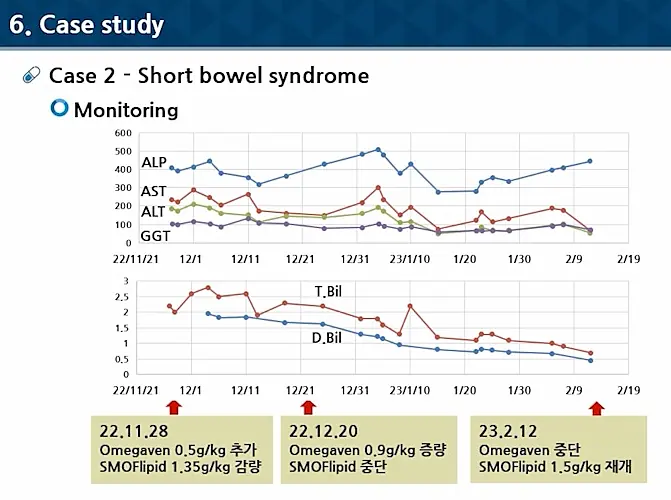 6. Case study
Case 2 - Short bowel syndrome
Monitoring
600
500
400
300
200
100
0
ALP
AST
ALT
GGT
22/11/21
12/1
12/11
12/21
12/31
23/1/10
1/20
1/30
2/9
2/19
3
2,5
2
1,5
1
0,5
0
T.Bil
D.Bil
22/11/21
12/1
12/11
12/21
12/31
23/1/10
1/20
1/30
2/9
2/19
22.11.28
Omegaven 0.5g/kg 추가
SMOFlipid 1.35g/kg 감량
22.12.20
Omegaven 0.9g/kg 증량
SMOFlipid 중단
23.2.12
Omegaven 중단
SMOFlipid 1.5g/kg 재개